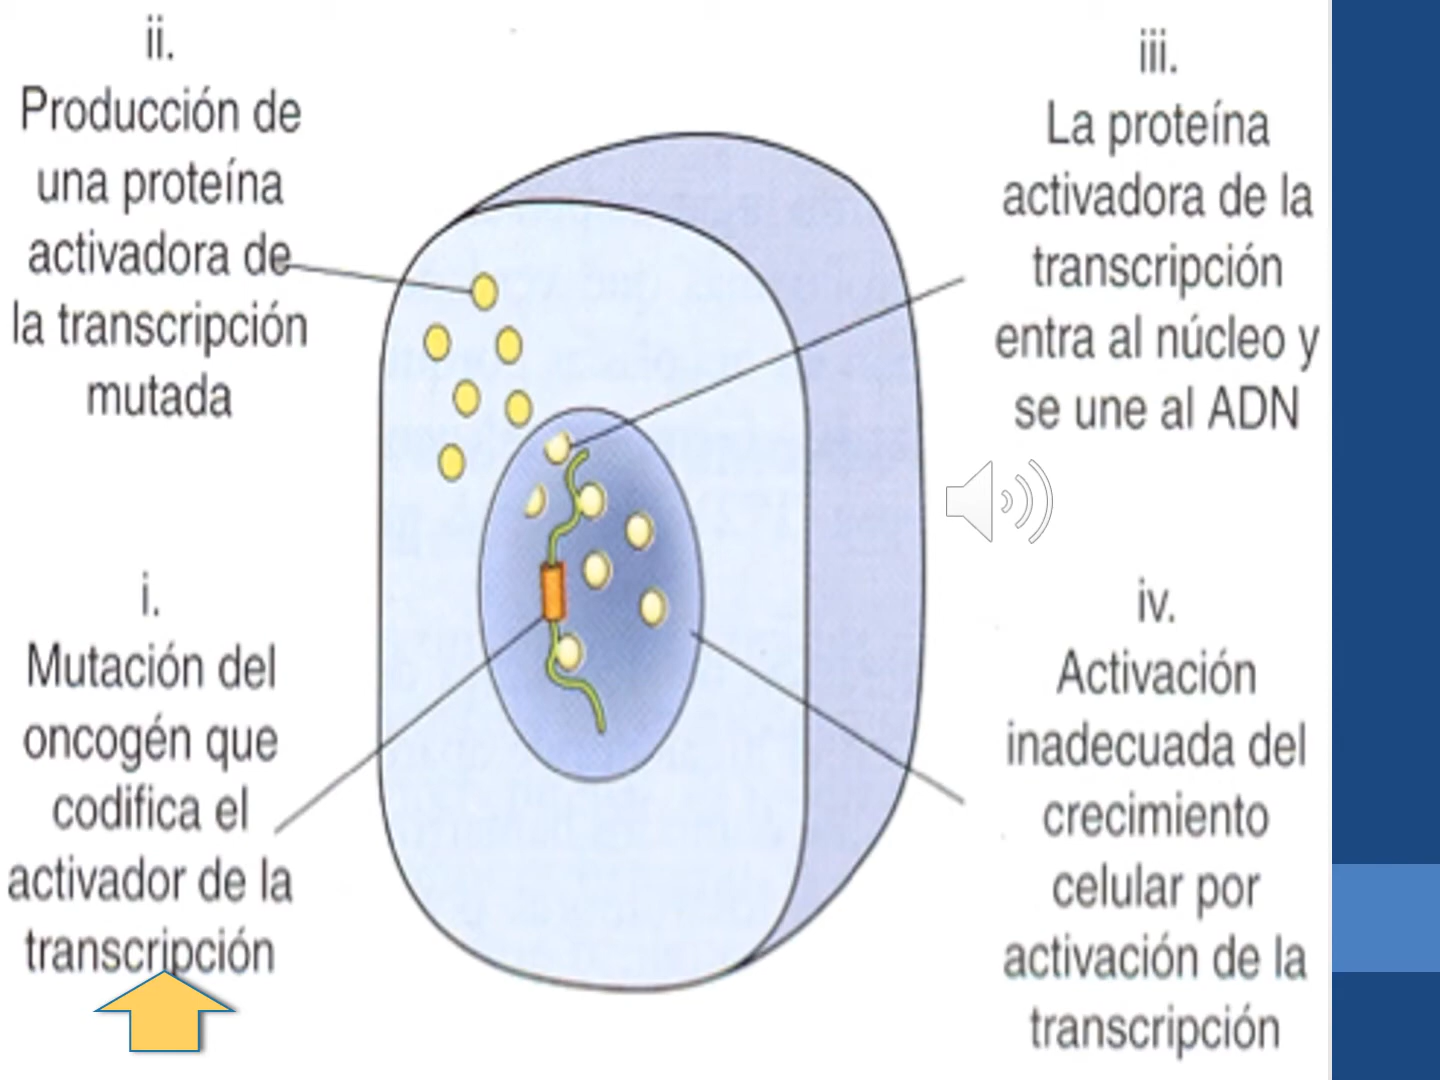 ii.
Producción de
una proteína
activadora de
la transcripción
mutada
iii.
La proteína
activadora de la
transcripción
entra al núcleo y
se une al ADN
i.
Mutación del
oncogén que
codifica el
activador de la
transcripción
iv.
Activación
inadecuada del
crecimiento
celular por
activación de la
transcripción